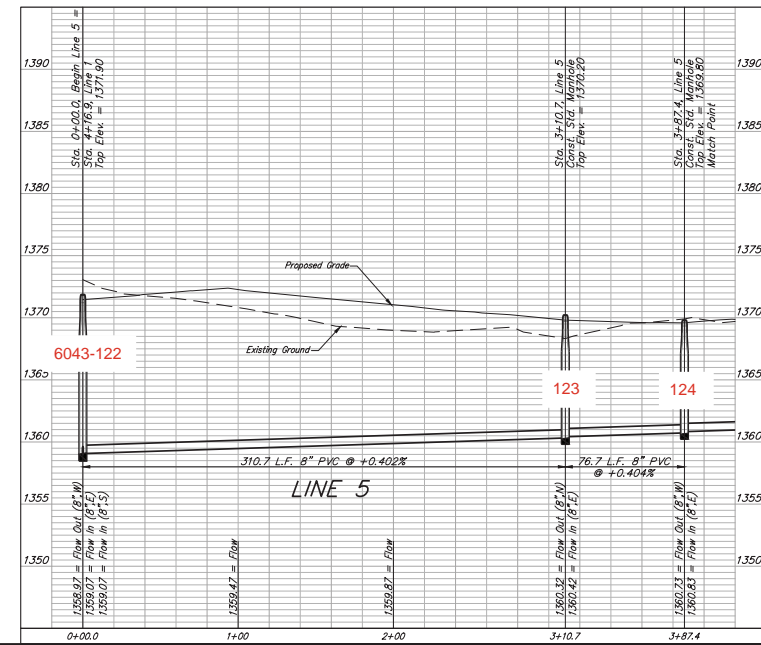 Sta. 0+00.0, Begin Line 5 =
Sta. 4+16.9, Line 1
Top Elev. = 1371.90
Sta. 3+10.7, Line 5
Const. Std. Manhole
Top Elev. = 1370.20
Sta. 3+87.4, Line 5
Const. Std. Manhole
Top Elev. = 1369.80
Match Point
1390
1390
1385
1385
1380
1380
1375
1375
Proposed Grade
1370
1370
Existing Ground
6043-122
1365
1365
123
124
1360
1360
310.7 L.F. 8" PVC @ +0.402%
76.7 L.F. 8" PVC
@ +0.404%
LINE 5
1355
1355
1350
1350
1358.97 = Flow Out (8",W)
1359.07 = Flow In (8",E)
1359.07 = Flow In (8",S)
1359.47 = Flow
1359.87 = Flow
1360.32 = Flow Out (8",N)
1360.42 = Flow In (8",E)
1360.73 = Flow Out (8",W)
1360.83 = Flow In (8",E)
0+00.0
1+00
2+00
3+10.7
3+87.4